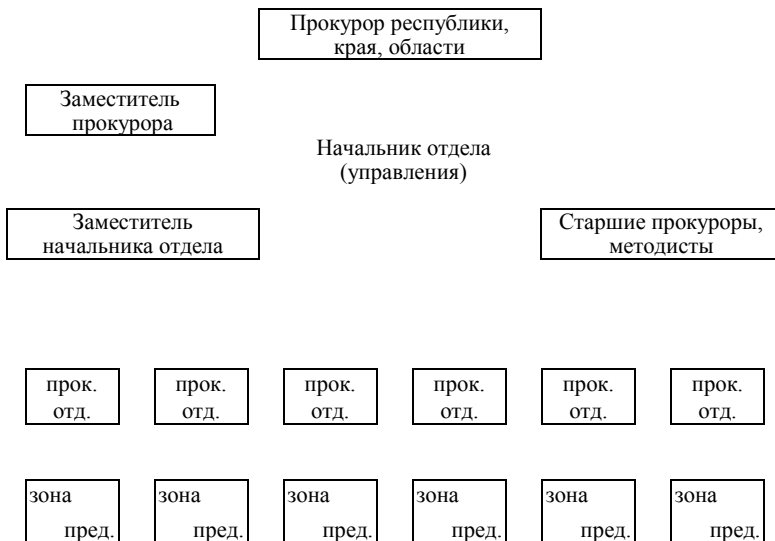 Прокурор республики,
края, области
Заместитель
прокурора
Начальник отдела
(управления)
Заместитель
начальника отдела
Старшие прокуроры,
методисты
прок.
отд.
прок.
отд.
прок.
отд.
прок.
отд.
прок.
отд.
прок.
отд.
зона
пред.
зона
пред.
зона
пред.
зона
пред.
зона
пред.
зона
пред.